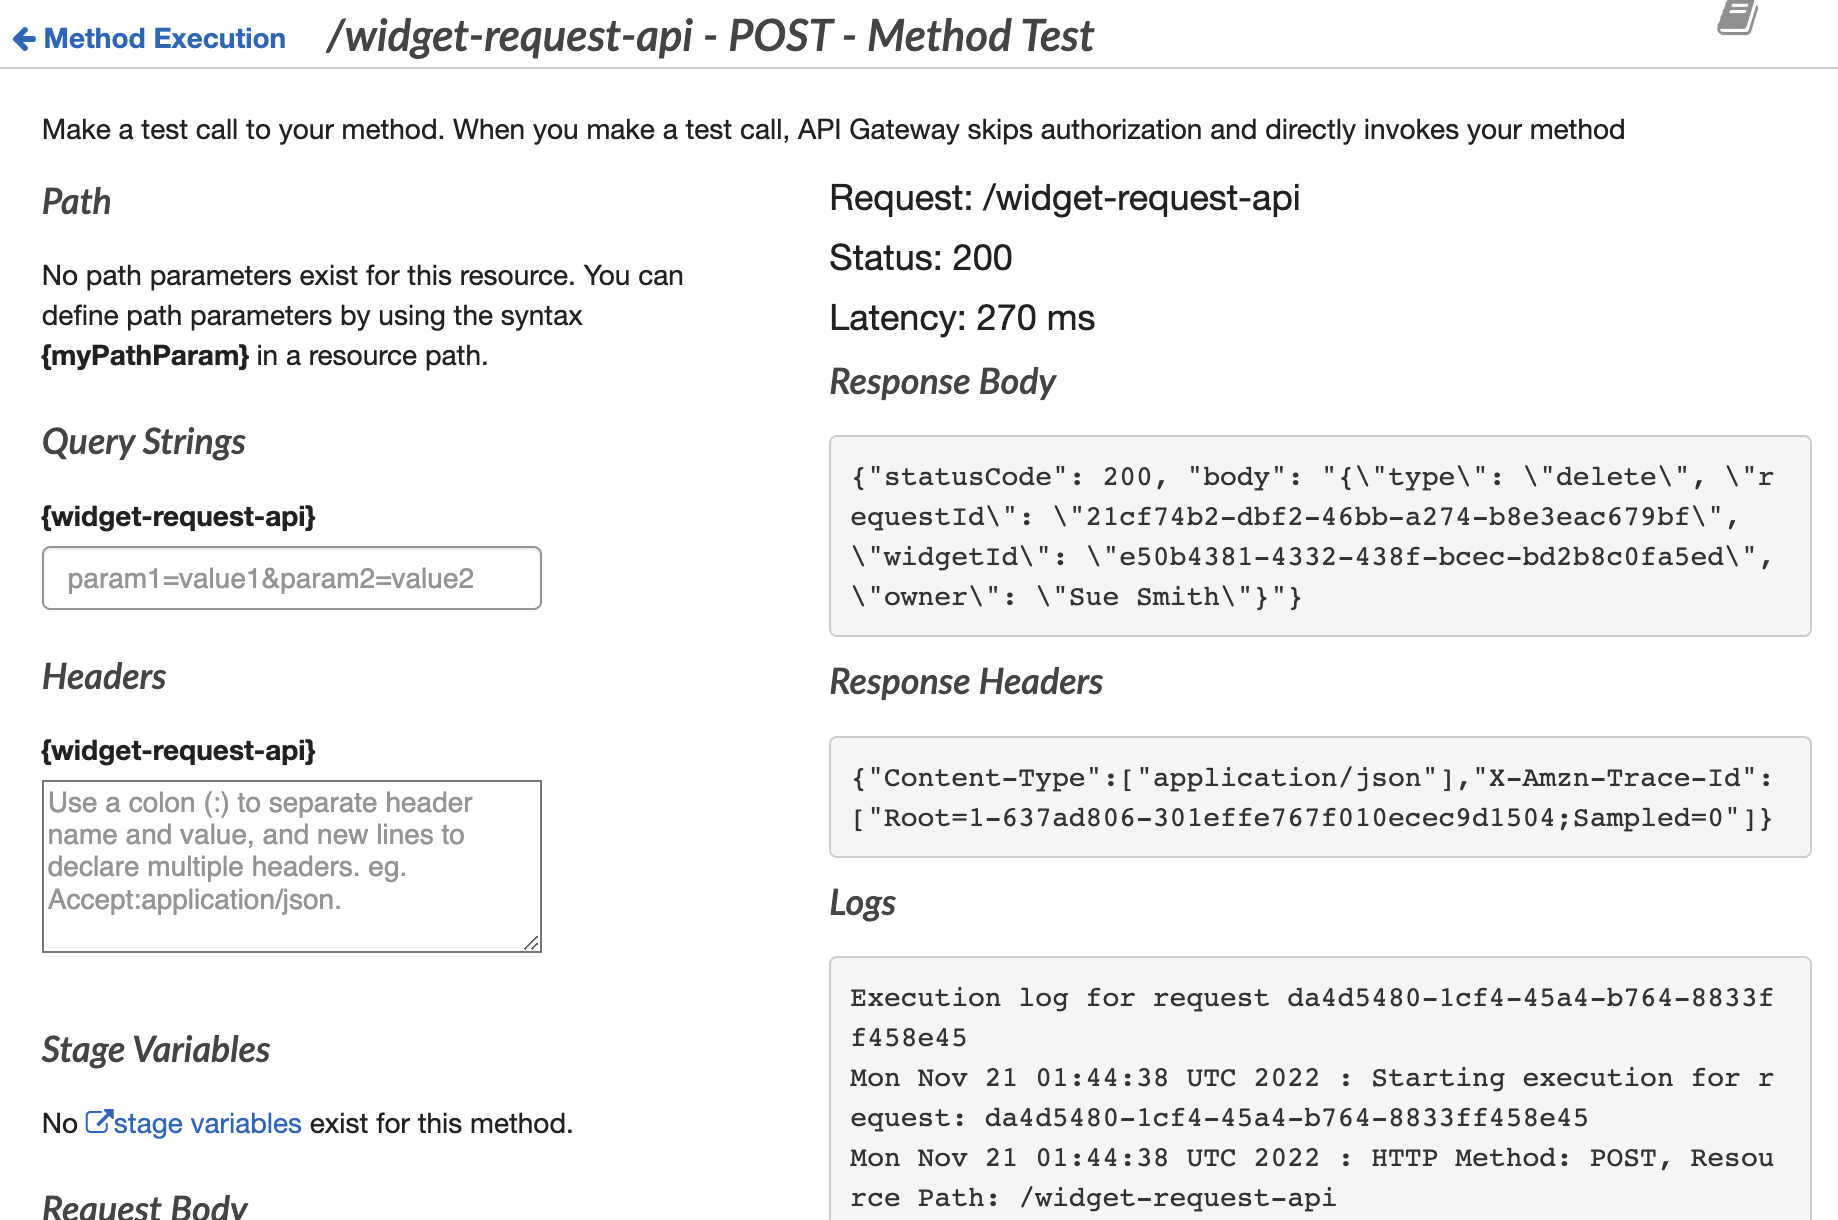 Method Execution
/widget-request-api - POST - Method Test
Make a test call to your method. When you make a test call, API Gateway skips authorization and directly invokes your method
Path
No path parameters exist for this resource. You can
define path parameters by using the syntax
{myPathParam} in a resource path.
Query Strings
{widget-request-api}
param1=value1&param2=value2
Headers
{widget-request-api}
Use a colon (:) to separate header
name and value, and new lines to
declare multiple headers. eg.
Accept:application/json.
Stage Variables
No stage variables exist for this method.
Request Body
Request: /widget-request-api
Status: 200
Latency: 270 ms
Response Body
{"statusCode": 200, "body": "{\"type\": \"delete\", \"r
equestId\": \"21cf74b2-dbf2-46bb-a274-b8e3eac679bf\",
\"widgetId\": \"e50b4381-4332-438f-bcec-bd2b8c0fa5ed\",
\"owner\": \"Sue Smith\"}"}
Response Headers
{"Content-Type":["application/json"],"X-Amzn-Trace-Id":
["Root=1-637ad806-301effe767f010ecec9d1504;Sampled=0"]}
Logs
Execution log for request da4d5480-1cf4-45a4-b764-8833f
f458e45
Mon Nov 21 01:44:38 UTC 2022 : Starting execution for r
equest: da4d5480-1cf4-45a4-b764-8833ff458e45
Mon Nov 21 01:44:38 UTC 2022 : HTTP Method: POST, Resou
rce Path: /widget-request-api